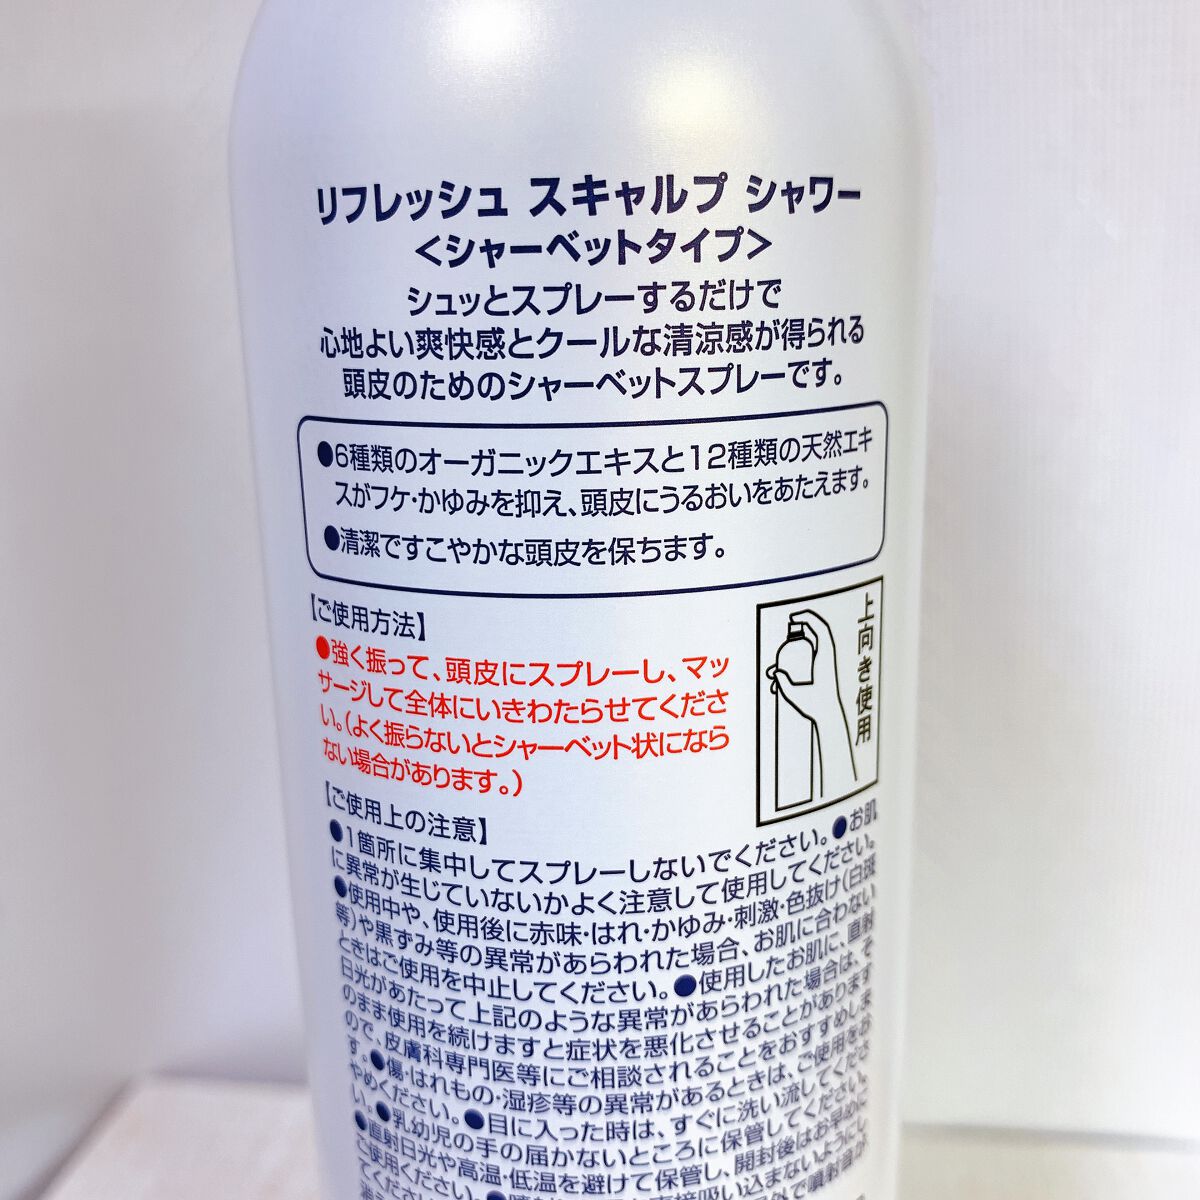 リフレッシュ スキャルプ シャワー
<シャーベットタイプ>
シュッとスプレーするだけで
心地よい爽快感とクールな清涼感が得られる
頭皮のためのシャーベットスプレーです。
●6種類のオーガニックエキスと12種類の天然エキ
スがフケ・かゆみを抑え、頭皮にうるおいをあたえます。
●清潔ですこやかな頭皮を保ちます。
【ご使用方法】
●強く振って、頭皮にスプレーし、マッ
サージして全体にいきわたらせてくださ
い。(よく振らないとシャーベット状になら
ない場合があります。)
上向き使用
【ご使用上の注意】
●1箇所に集中してスプレーしないでください。●お肌
に異常が生じていないかよく注意して使用してください。
●使用中や、使用後に赤味・はれ・かゆみ・刺激・色抜け(白斑
等)や黒ずみ等の異常があらわれた場合、お肌に合わない
ときはご使用を中止してください。●使用したお肌に、直射
日光があたって上記のような異常があらわれた場合は、そ
のまま使用を続けますと症状を悪化させることがあります
ので、皮膚科専門医等にご相談されることをおすすめしま
す。●傷・はれもの・湿疹等の異常があるときは、ご使用をお
やめください。●目に入った時は、すぐに洗い流してくださ
い。●乳幼児の手の届かないところに保管してください。
●直射日光や高温・低温を避けて保管し、開封後はお早めに
ご使用ください。
直接吸い込まないようにし
てください。